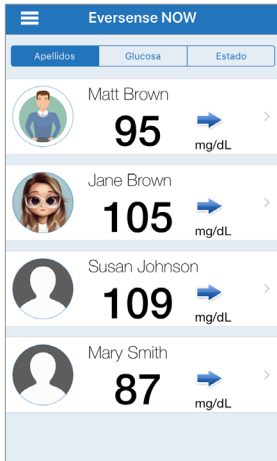 Eversense NOW
Apellidos Glucosa Estado
Matt Brown
95
mg/dL
Jane Brown
105
mg/dL
Susan Johnson
109
mg/dL
Mary Smith
87
mg/dL